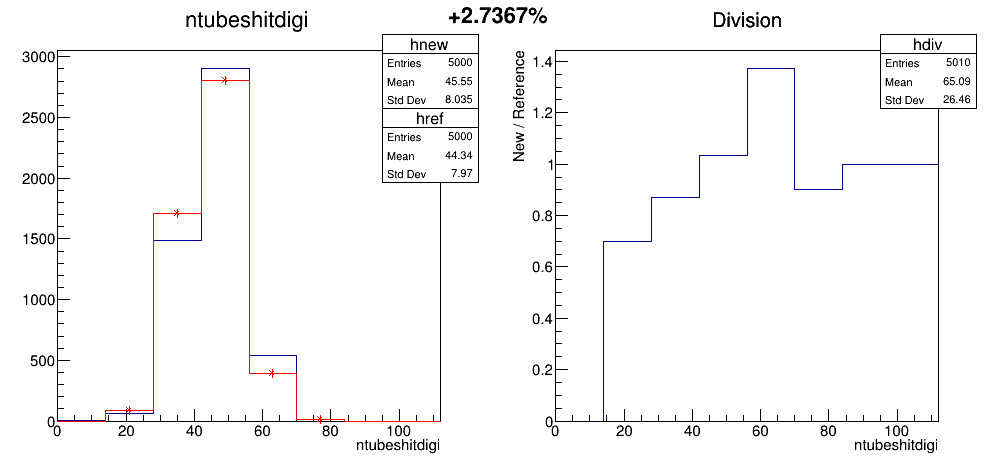 +2.7367%
ntubeshitdigi
hnew
Entries 5000
Mean 45.55
Std Dev 8.035
href
Entries 5000
Mean 44.34
Std Dev 7.97
3000
2500
2000
1500
1000
500
0
0 20 40 60 80 100
ntubeshitdigi
Division
hdiv
Entries 5010
Mean 65.09
Std Dev 26.46
New / Reference
1.4
1.2
1
0.8
0.6
0.4
0.2
0
0 20 40 60 80 100
ntubeshitdigi